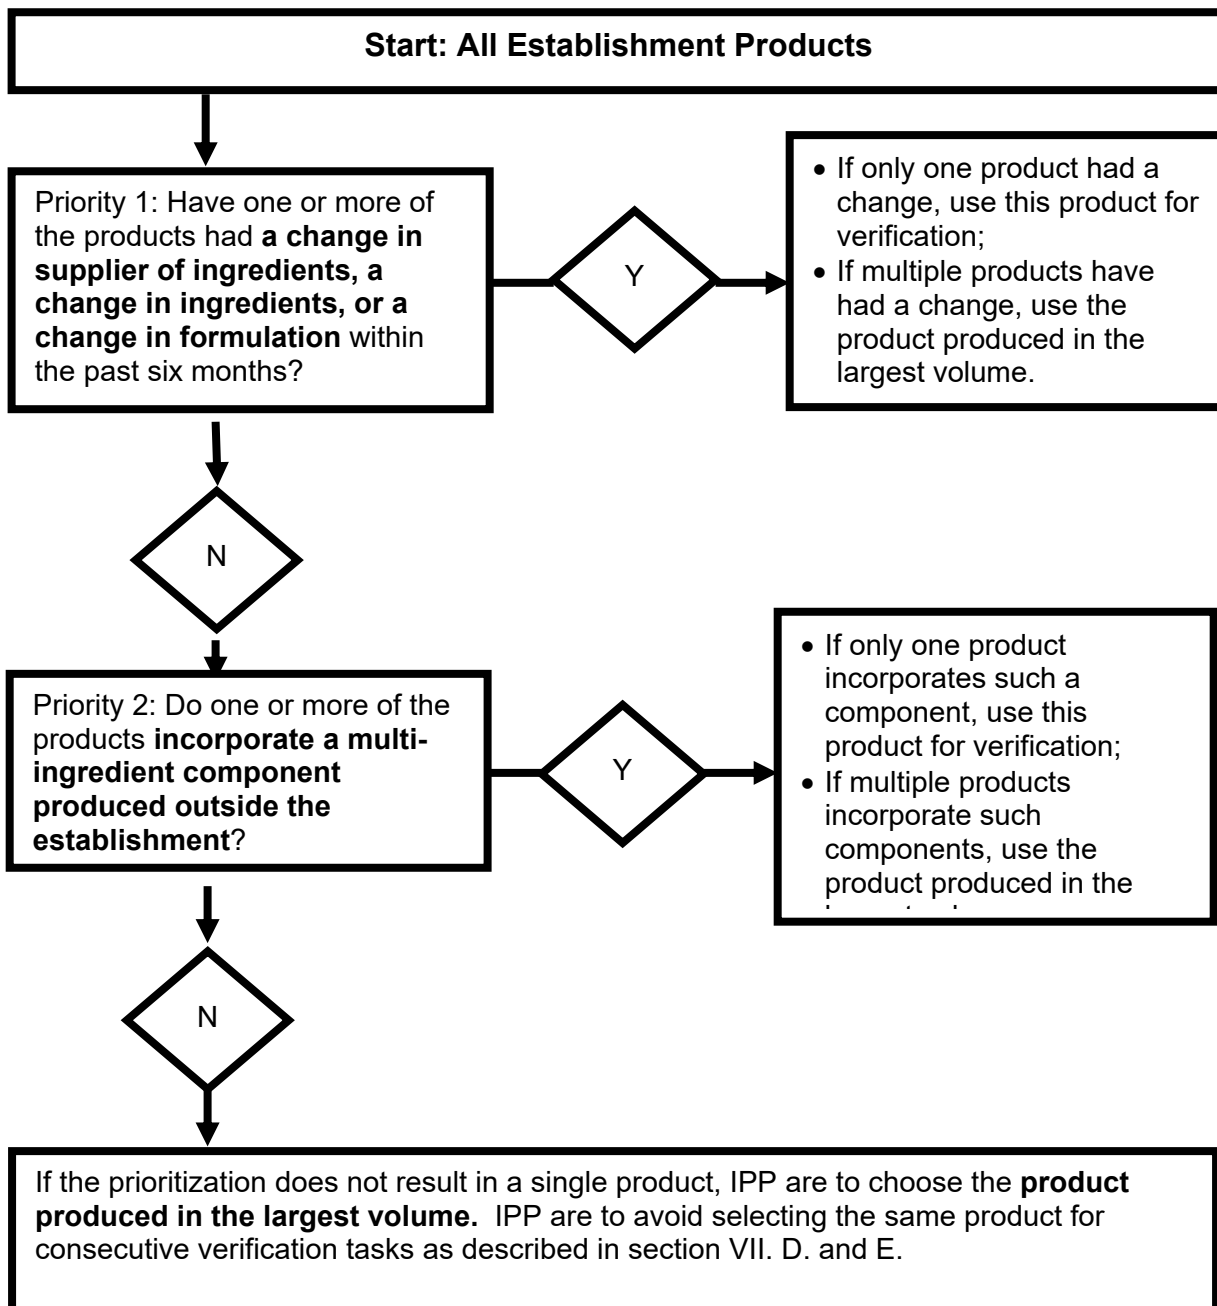 Start: All Establishment Products
Priority 1: Have one or more of
the products had a change in
supplier of ingredients, a
change in ingredients, or a
change in formulation within
the past six months?
Y
• If only one product had a
change, use this product for
verification;
• If multiple products have
had a change, use the
product produced in the
largest volume.
N
Priority 2: Do one or more of the
products incorporate a multi-
ingredient component
produced outside the
establishment?
Y
• If only one product
incorporates such a
component, use this
product for verification;
• If multiple products
incorporate such
components, use the
product produced in the
N
If the prioritization does not result in a single product, IPP are to choose the product
produced in the largest volume. IPP are to avoid selecting the same product for
consecutive verification tasks as described in section VII. D. and E.